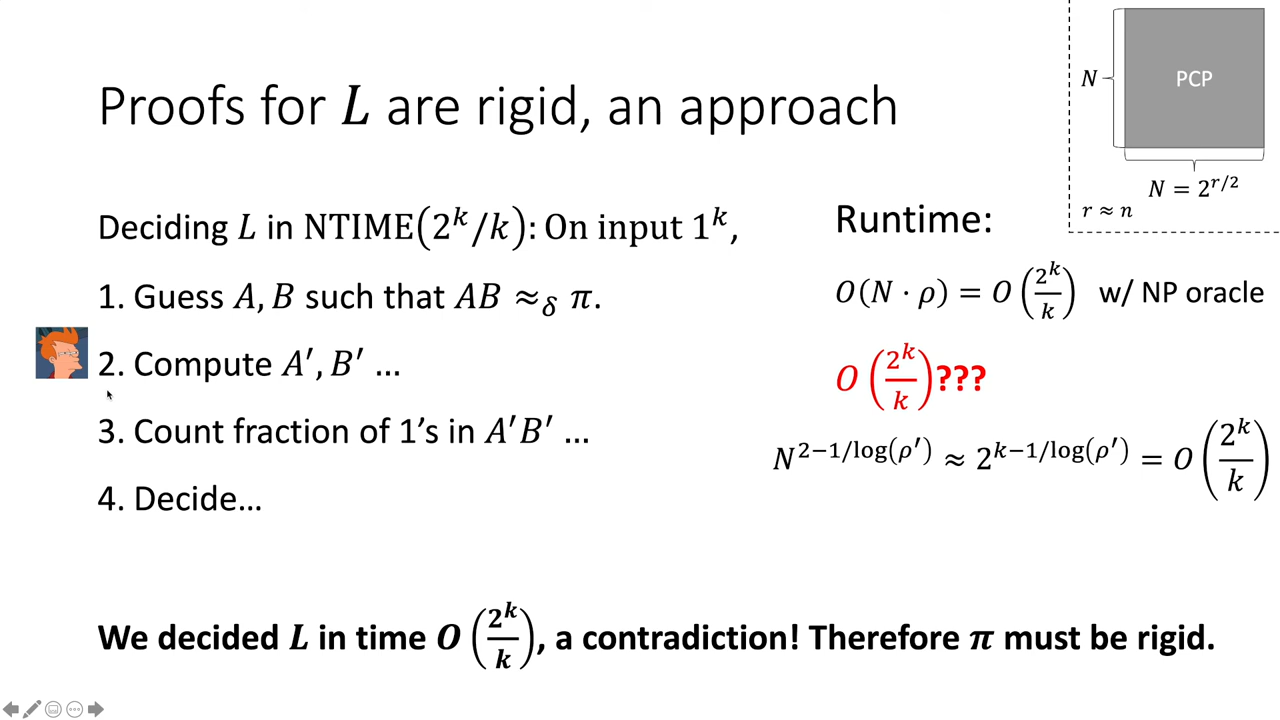 Proofs for 𝑳 are rigid, an approach
N
PCP
N = 2^{r/2}
r ≈ n
Deciding L in NTIME(2^k/k): On input 1^k,
1. Guess A, B such that AB ≈_δ π.
2. Compute A′, B′ …
3. Count fraction of 1’s in A′B′ …
4. Decide…
Runtime:
O(N · ρ) = O(2^k/k) w/ NP oracle
O(2^k/k)???
N^{2−1/log(ρ′)} ≈ 2^{k−1/log(ρ′)} = O(2^k/k)
We decided L in time O(2^k/k), a contradiction! Therefore π must be rigid.